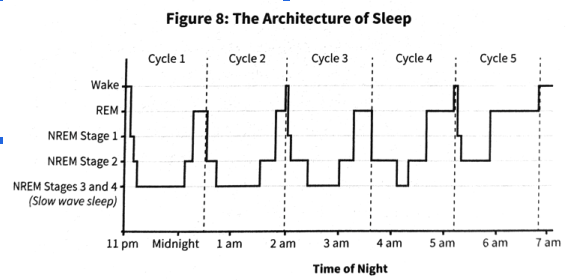 Figure 8: The Architecture of Sleep
Cycle 1 Cycle 2 Cycle 3 Cycle 4 Cycle 5
Wake
REM
NREM Stage 1
NREM Stage 2
NREM Stages 3 and 4
(Slow wave sleep)
11 pm Midnight 1 am 2 am 3 am 4 am 5 am 6 am 7 am
Time of Night